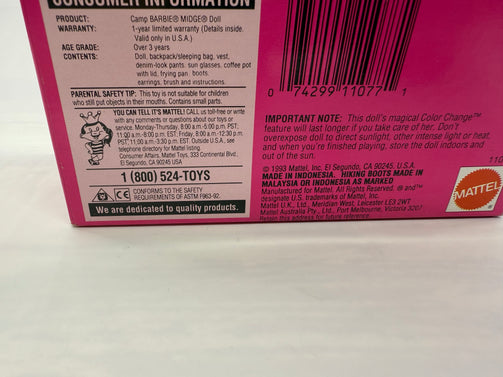 CONSUMER INFORMATION
PRODUCT: Camp BARBIE® MIDGE® Doll
WARRANTY: 1-year limited warranty (Details inside.
Valid only in U.S.A.)
AGE GRADE: Over 3 years
CONTENTS: Doll, backpack/sleeping bag, vest,
denim-look pants, sun glasses, coffee pot
with lid, frying pan, boots,
earrings, brush and instructions.
PARENTAL SAFETY TIP: This toy is not suitable for children
who still put objects in their mouths. Contains small parts.
YOU CAN TELL IT'S MATTEL! CALL us toll-free or write
with any comments or questions about our toys or
service. Monday-Thursday, 8:00 a.m.-5:00 p.m. PST,
11:00 a.m.-8:00 p.m. EST; Friday, 8:00 a.m.-12:30 p.m.
PST; 11:00 a.m.-3:30 p.m. EST. Outside U.S.A., see
telephone directory for Mattel listing.
Consumer Affairs, Mattel Toys, 333 Continental Blvd.,
El Segundo, CA 90245 USA
1 (800) 524-TOYS
CE CONFORMS TO THE SAFETY
REQUIREMENTS OF ASTM F963-92.
We are dedicated to quality products.
0 74299 11077 1
IMPORTANT NOTE: This doll's magical Color Change™
feature will last longer if you take care of her. Don't
overexpose doll to direct sunlight, other intense light or heat,
and when you're finished playing, store the doll indoors and
out of the sun.
110
© 1993 Mattel, Inc. El Segundo, CA 90245, U.S.A.
MADE IN INDONESIA. HIKING BOOTS MADE IN
MALAYSIA OR INDONESIA AS MARKED
Manufactured for Mattel. All Rights Reserved. ® and™
designate U.S. trademarks of Mattel, Inc.
Mattel U.K., Ltd., Meridian West, Leicester LE3 2WT
Mattel Australia Pty., Ltd., Port Melbourne, Victoria 3207
Retain this address for future reference.
MATTEL